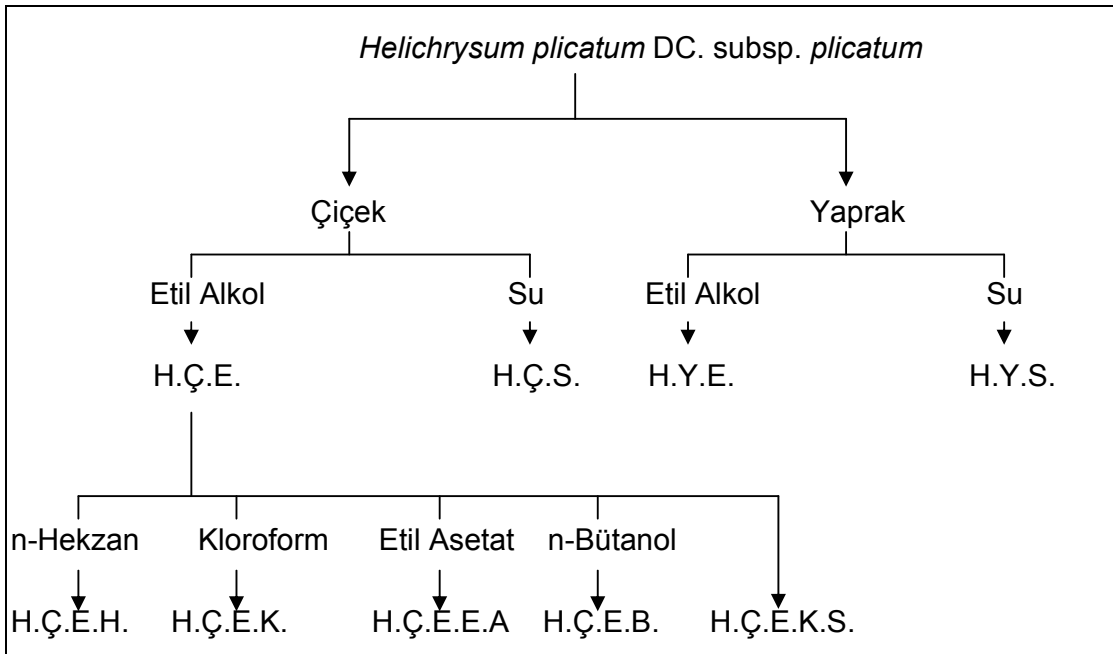 Helichrysum plicatum DC. subsp. plicatum
Çiçek Yaprak
Etil Alkol Su Etil Alkol Su
H.Ç.E. H.Ç.S. H.Y.E. H.Y.S.
n-Hekzan Kloroform Etil Asetat n-Bütanol
H.Ç.E.H. H.Ç.E.K. H.Ç.E.E.A H.Ç.E.B. H.Ç.E.K.S.